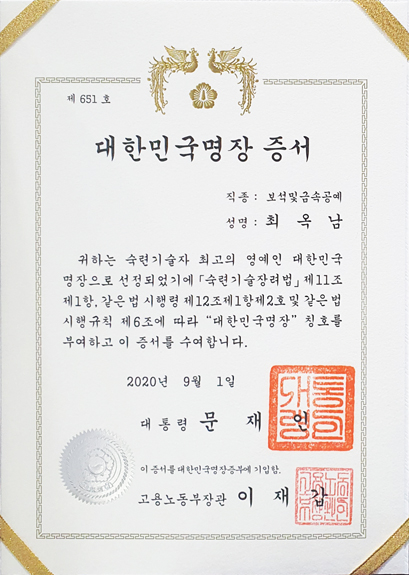 제 651 호
대한민국명장 증서
직종 : 보석및금속공예
성명 : 최 옥 남
귀하는 숙련기술자 최고의 영예인 대한민국
명장으로 선정되었기에 「숙련기술장려법」 제11조
제1항, 같은 법 시행령 제12조제1항제2호 및 같은 법
시행규칙 제6조에 따라 “대한민국명장” 칭호를
부여하고 이 증서를 수여합니다.
2020년 9월 1일
대통령 문 재 인
대통령인
이 증서를 대한민국명장증부에 기입함.
고용노동부장관 이 재 갑